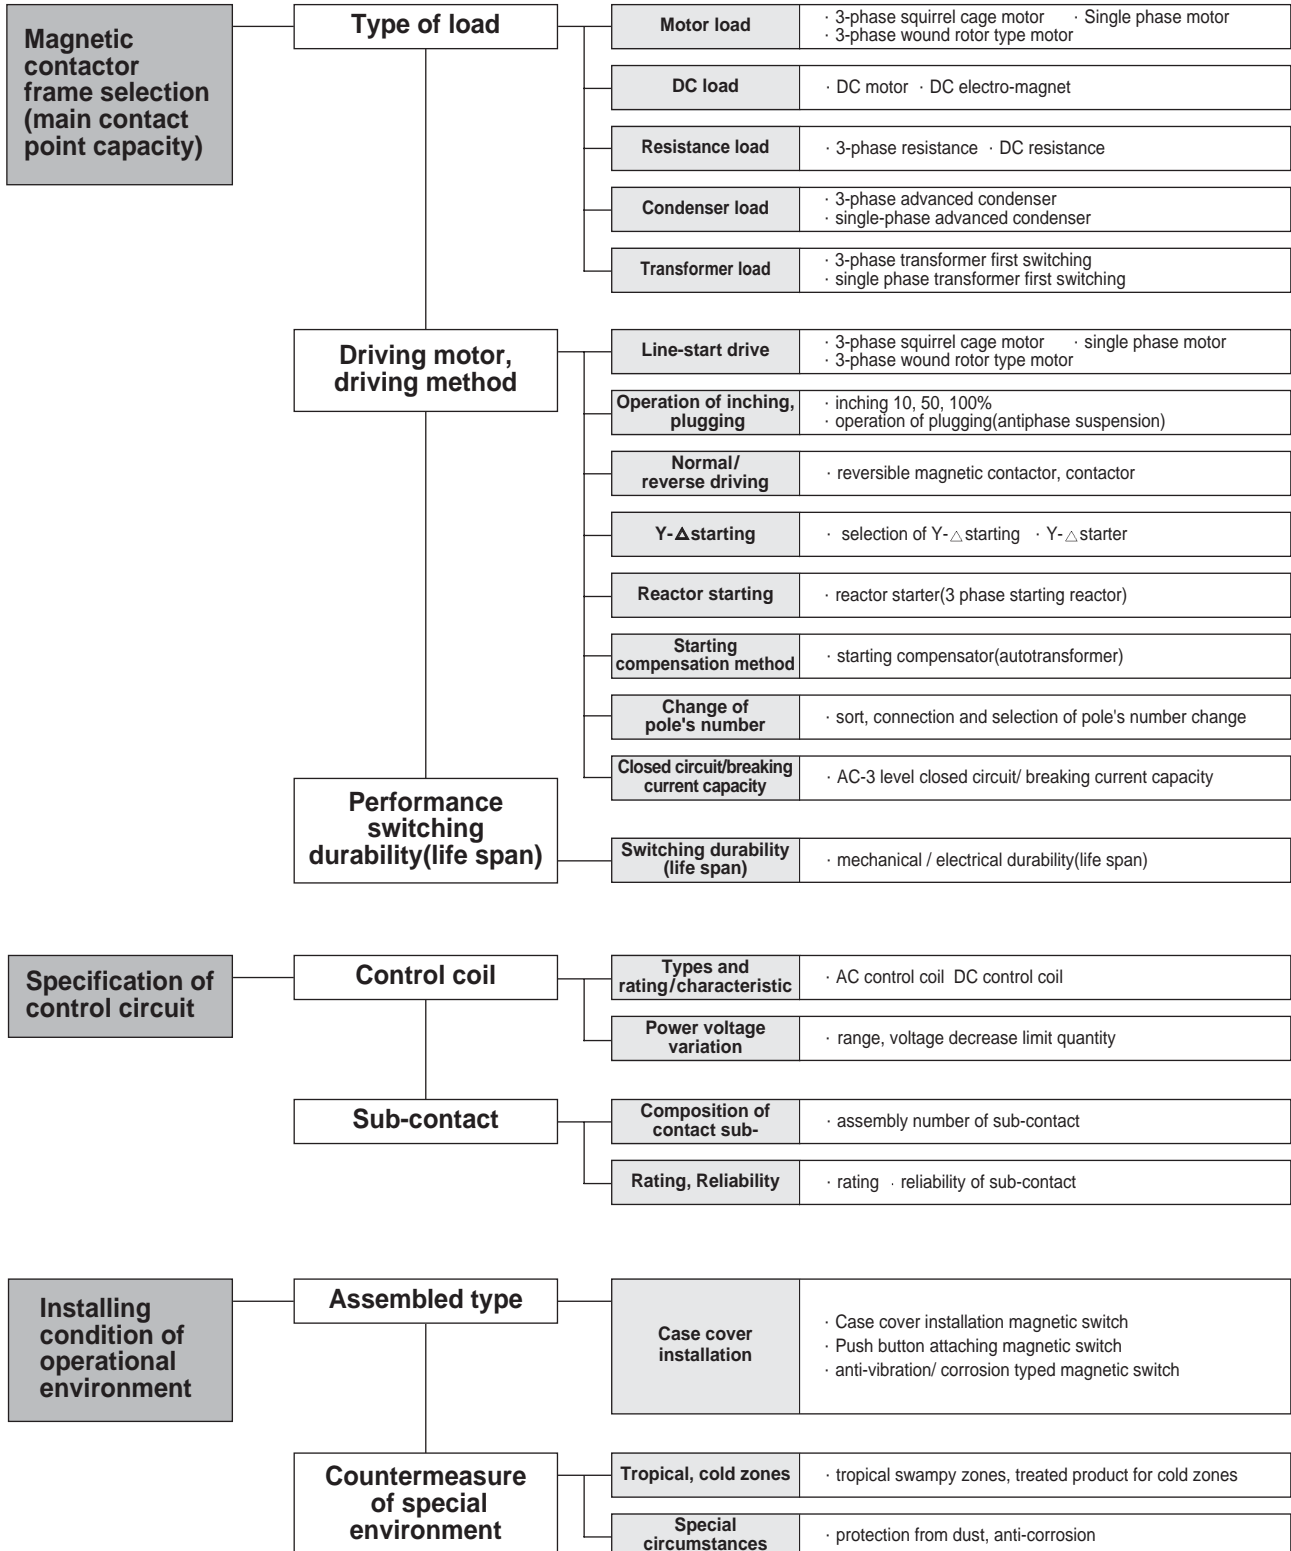 Magnetic
contactor
frame selection
(main contact
point capacity)
Type of load
Motor load
· 3-phase squirrel cage motor · Single phase motor
· 3-phase wound rotor type motor
DC load
· DC motor · DC electro-magnet
Resistance load
· 3-phase resistance · DC resistance
Condenser load
· 3-phase advanced condenser
· single-phase advanced condenser
Transformer load
· 3-phase transformer first switching
· single phase transformer first switching
Driving motor,
driving method
Line-start drive
· 3-phase squirrel cage motor · single phase motor
· 3-phase wound rotor type motor
Operation of inching,
plugging
· inching 10, 50, 100%
· operation of plugging(antiphase suspension)
Normal/
reverse driving
· reversible magnetic contactor, contactor
Y-Δstarting
· selection of Y-△starting · Y-△starter
Reactor starting
· reactor starter(3 phase starting reactor)
Starting
compensation method
· starting compensator(autotransformer)
Change of
pole's number
· sort, connection and selection of pole's number change
Closed circuit/breaking
current capacity
· AC-3 level closed circuit/ breaking current capacity
Performance
switching
durability(life span)
Switching durability
(life span)
· mechanical / electrical durability(life span)
Specification of
control circuit
Control coil
Types and
rating/characteristic
· AC control coil DC control coil
Power voltage
variation
· range, voltage decrease limit quantity
Sub-contact
Composition of
contact sub-
· assembly number of sub-contact
Rating, Reliability
· rating · reliability of sub-contact
Installing
condition of
operational
environment
Assembled type
Case cover
installation
· Case cover installation magnetic switch
· Push button attaching magnetic switch
· anti-vibration/ corrosion typed magnetic switch
Countermeasure
of special
environment
Tropical, cold zones
· tropical swampy zones, treated product for cold zones
Special
circumstances
· protection from dust, anti-corrosion